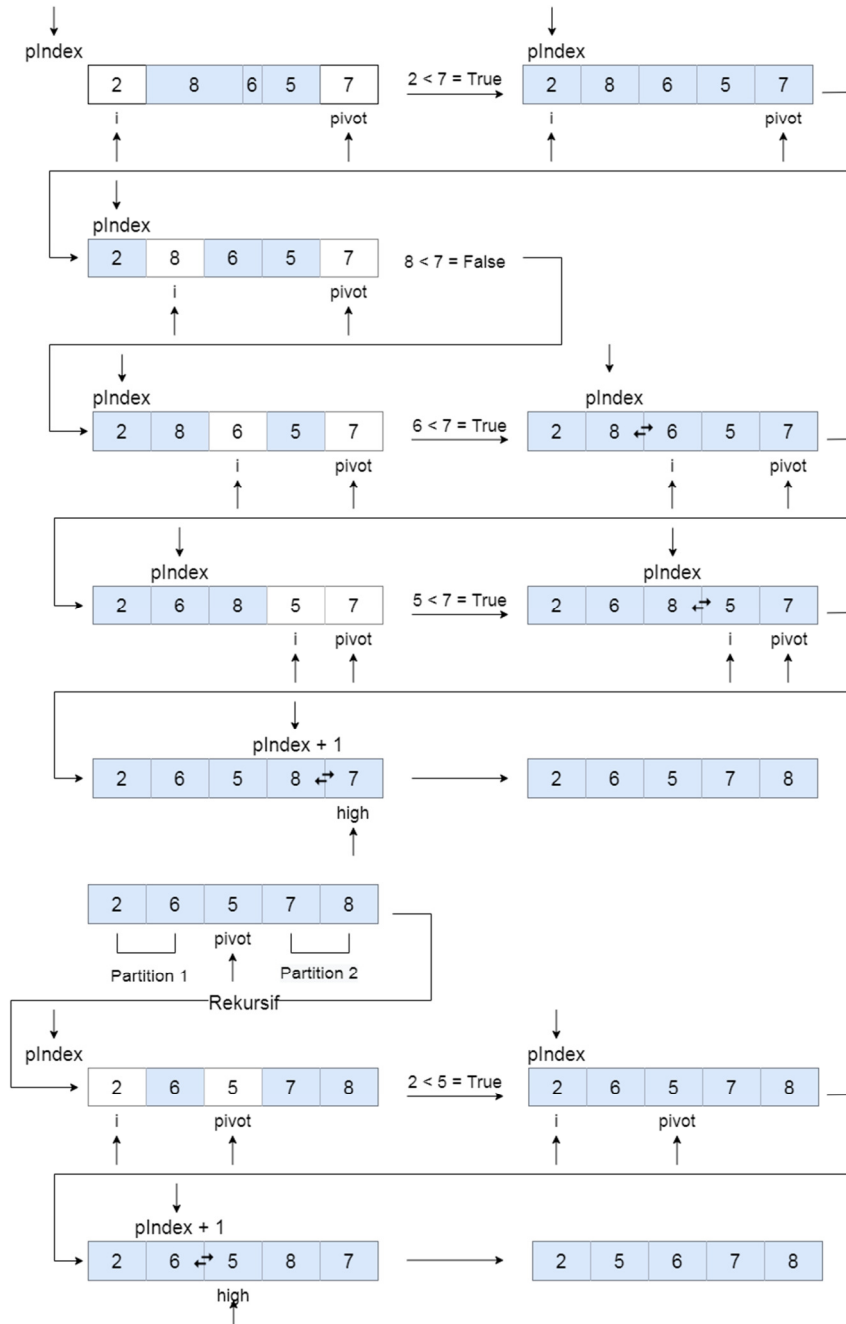 pIndex
2 8 6 5 7
i pivot
2 < 7 = True
pIndex
2 8 6 5 7
i pivot
pIndex
2 8 6 5 7
i pivot
8 < 7 = False
pIndex
2 8 6 5 7
i pivot
6 < 7 = True
pIndex
2 8 6 5 7
i pivot
pIndex
2 6 8 5 7
i pivot
5 < 7 = True
pIndex
2 6 8 5 7
i pivot
pIndex + 1
2 6 5 8 7
high
2 6 5 7 8
2 6 5 7 8
pivot
Partition 1 Partition 2
Rekursif
pIndex
2 6 5 7 8
i pivot
2 < 5 = True
pIndex
2 6 5 7 8
i pivot
pIndex + 1
2 6 5 8 7
high
2 5 6 7 8